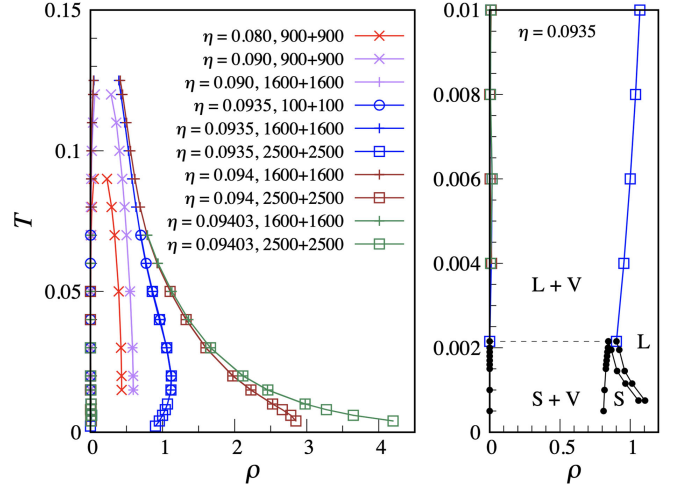 0.15
0.1
0.05
0
T
0
1
2
3
4
ρ
η = 0.080, 900+900
η = 0.090, 900+900
η = 0.090, 1600+1600
η = 0.0935, 100+100
η = 0.0935, 1600+1600
η = 0.0935, 2500+2500
η = 0.094, 1600+1600
η = 0.094, 2500+2500
η = 0.09403, 1600+1600
η = 0.09403, 2500+2500
0.01
0.008
0.006
0.004
0.002
0
0
0.5
1
ρ
η = 0.0935
L + V
L
S + V
S